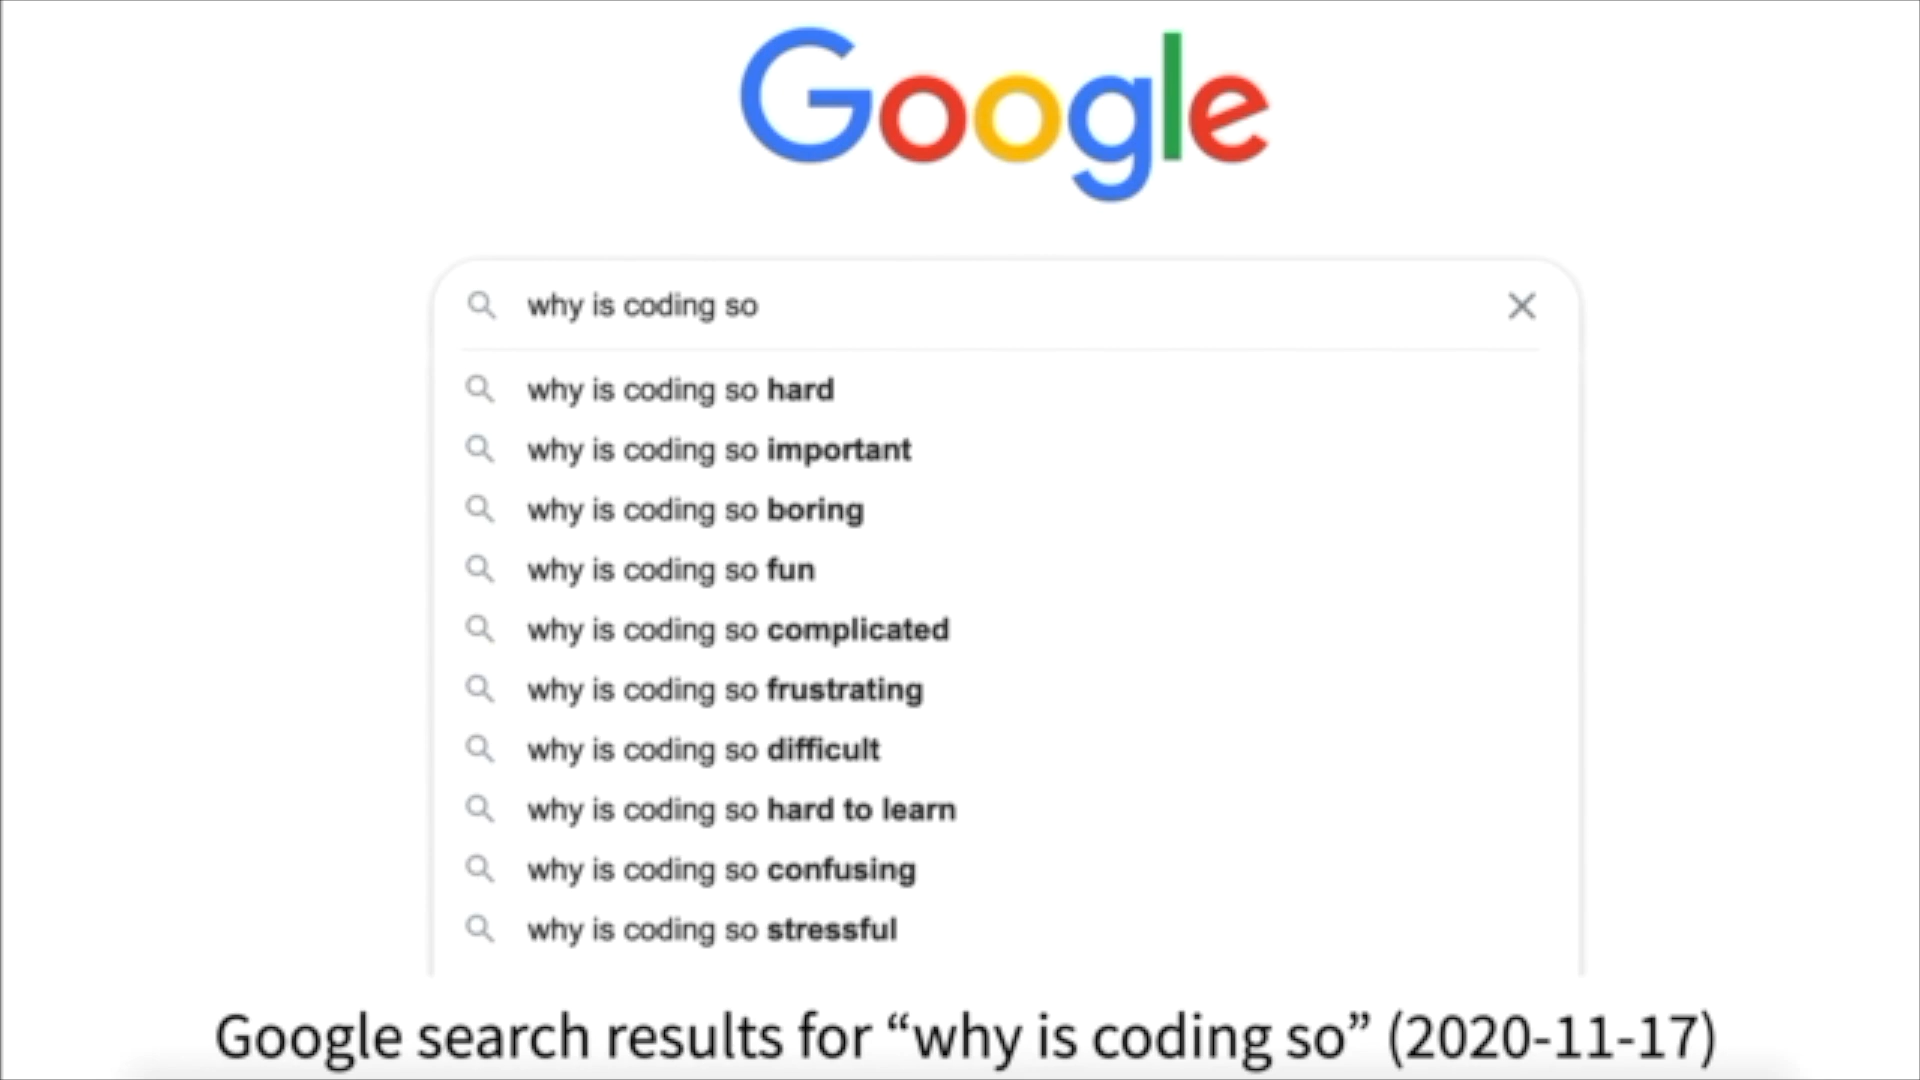 Google
why is coding so
why is coding so hard
why is coding so important
why is coding so boring
why is coding so fun
why is coding so complicated
why is coding so frustrating
why is coding so difficult
why is coding so hard to learn
why is coding so confusing
why is coding so stressful
Google search results for “why is coding so” (2020-11-17)